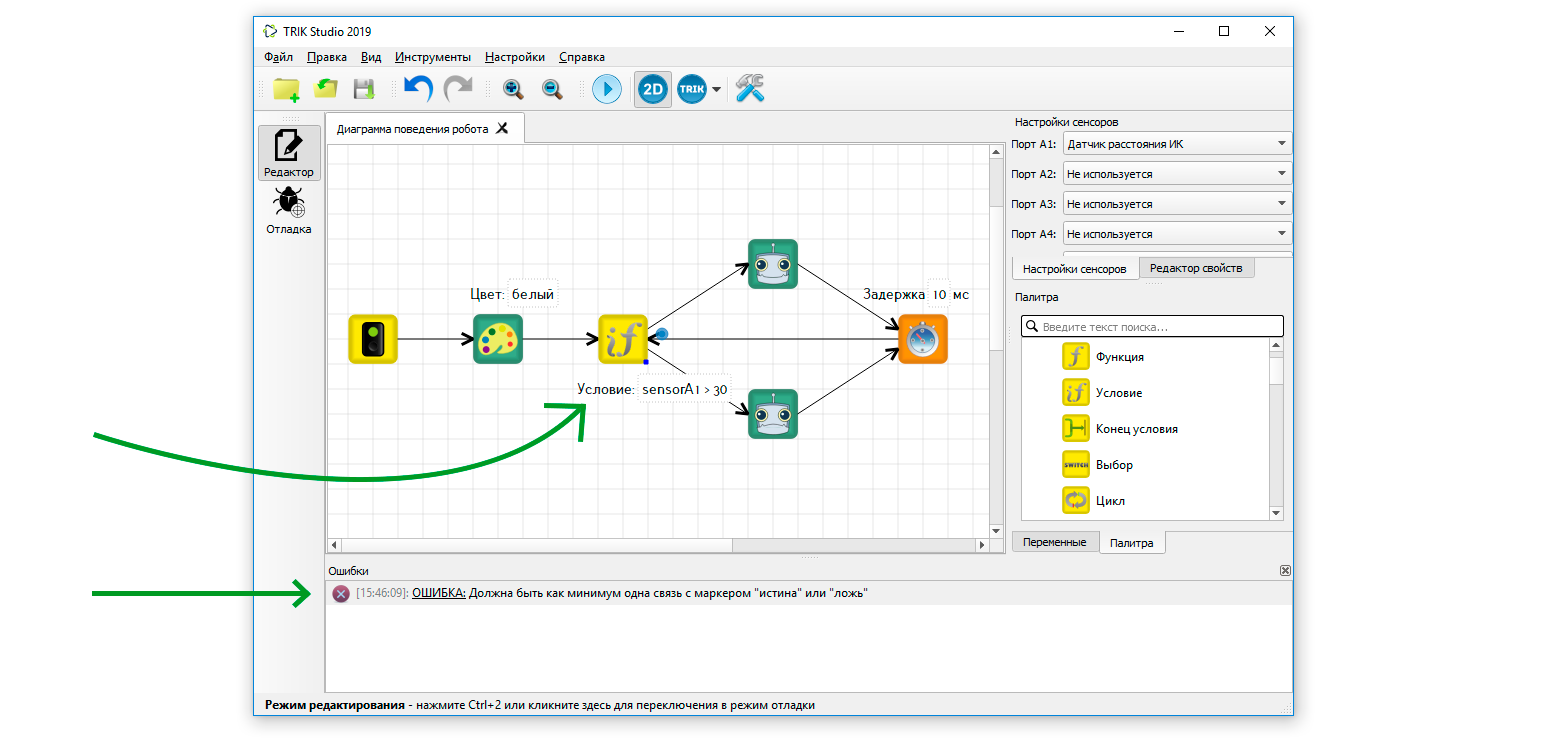 TRIK Studio 2019
Файл Правка Вид Инструменты Настройки Справка
2D TRIK
Редактор
Отладка
Диаграмма поведения робота
Цвет: белый
if
Условие: sensorA1 > 30
Задержка 10 мс
Настройки сенсоров
Порт A1: Датчик расстояния ИК
Порт A2: Не используется
Порт A3: Не используется
Порт A4: Не используется
Настройки сенсоров Редактор свойств
Палитра
Введите текст поиска...
f Функция
if Условие
Конец условия
SWITCH Выбор
Цикл
Переменные Палитра
Ошибки
[15:46:09]: ОШИБКА: Должна быть как минимум одна связь с маркером "истина" или "ложь"
Режим редактирования - нажмите Ctrl+2 или кликните здесь для переключения в режим отладки